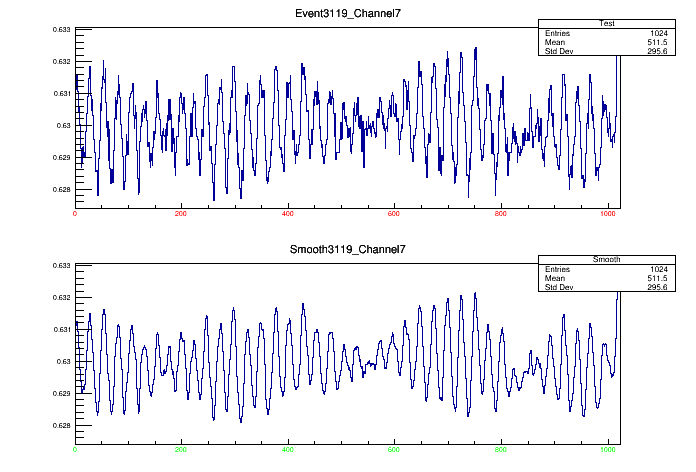 Event3119_Channel7
Test
Entries 1024
Mean 511.5
Std Dev 295.6
0.633
0.632
0.631
0.63
0.629
0.628
0 200 400 600 800 1000
Smooth3119_Channel7
Smooth
Entries 1024
Mean 511.5
Std Dev 295.6
0.633
0.632
0.631
0.63
0.629
0.628
0 200 400 600 800 1000